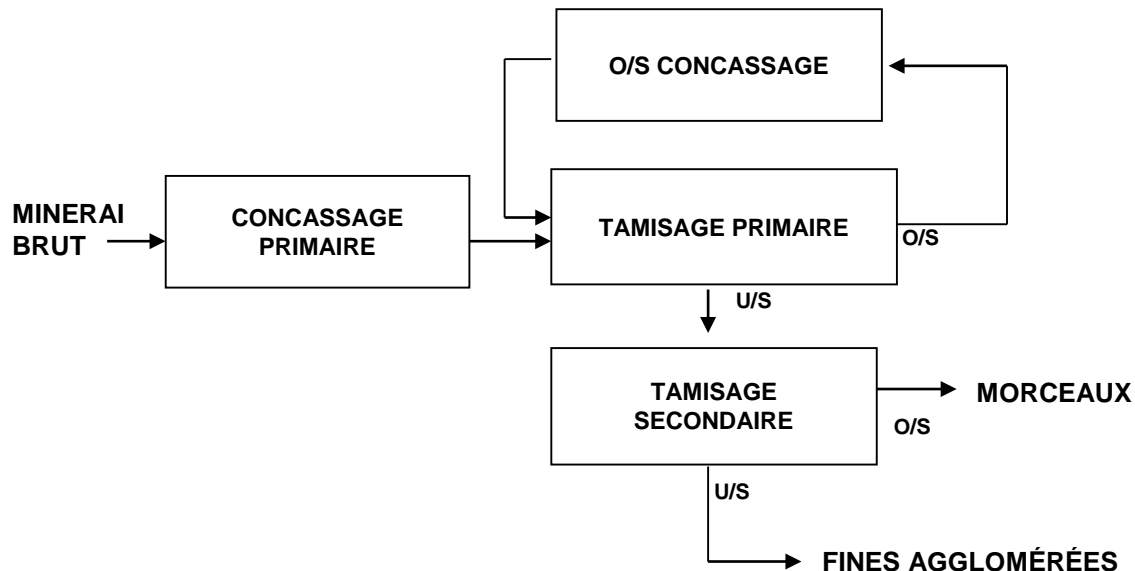 O/S CONCASSAGE
MINERAI
BRUT
CONCASSAGE
PRIMAIRE
TAMISAGE PRIMAIRE
O/S
U/S
TAMISAGE
SECONDAIRE
MORCEAUX
O/S
U/S
FINES AGGLOMÉRÉES